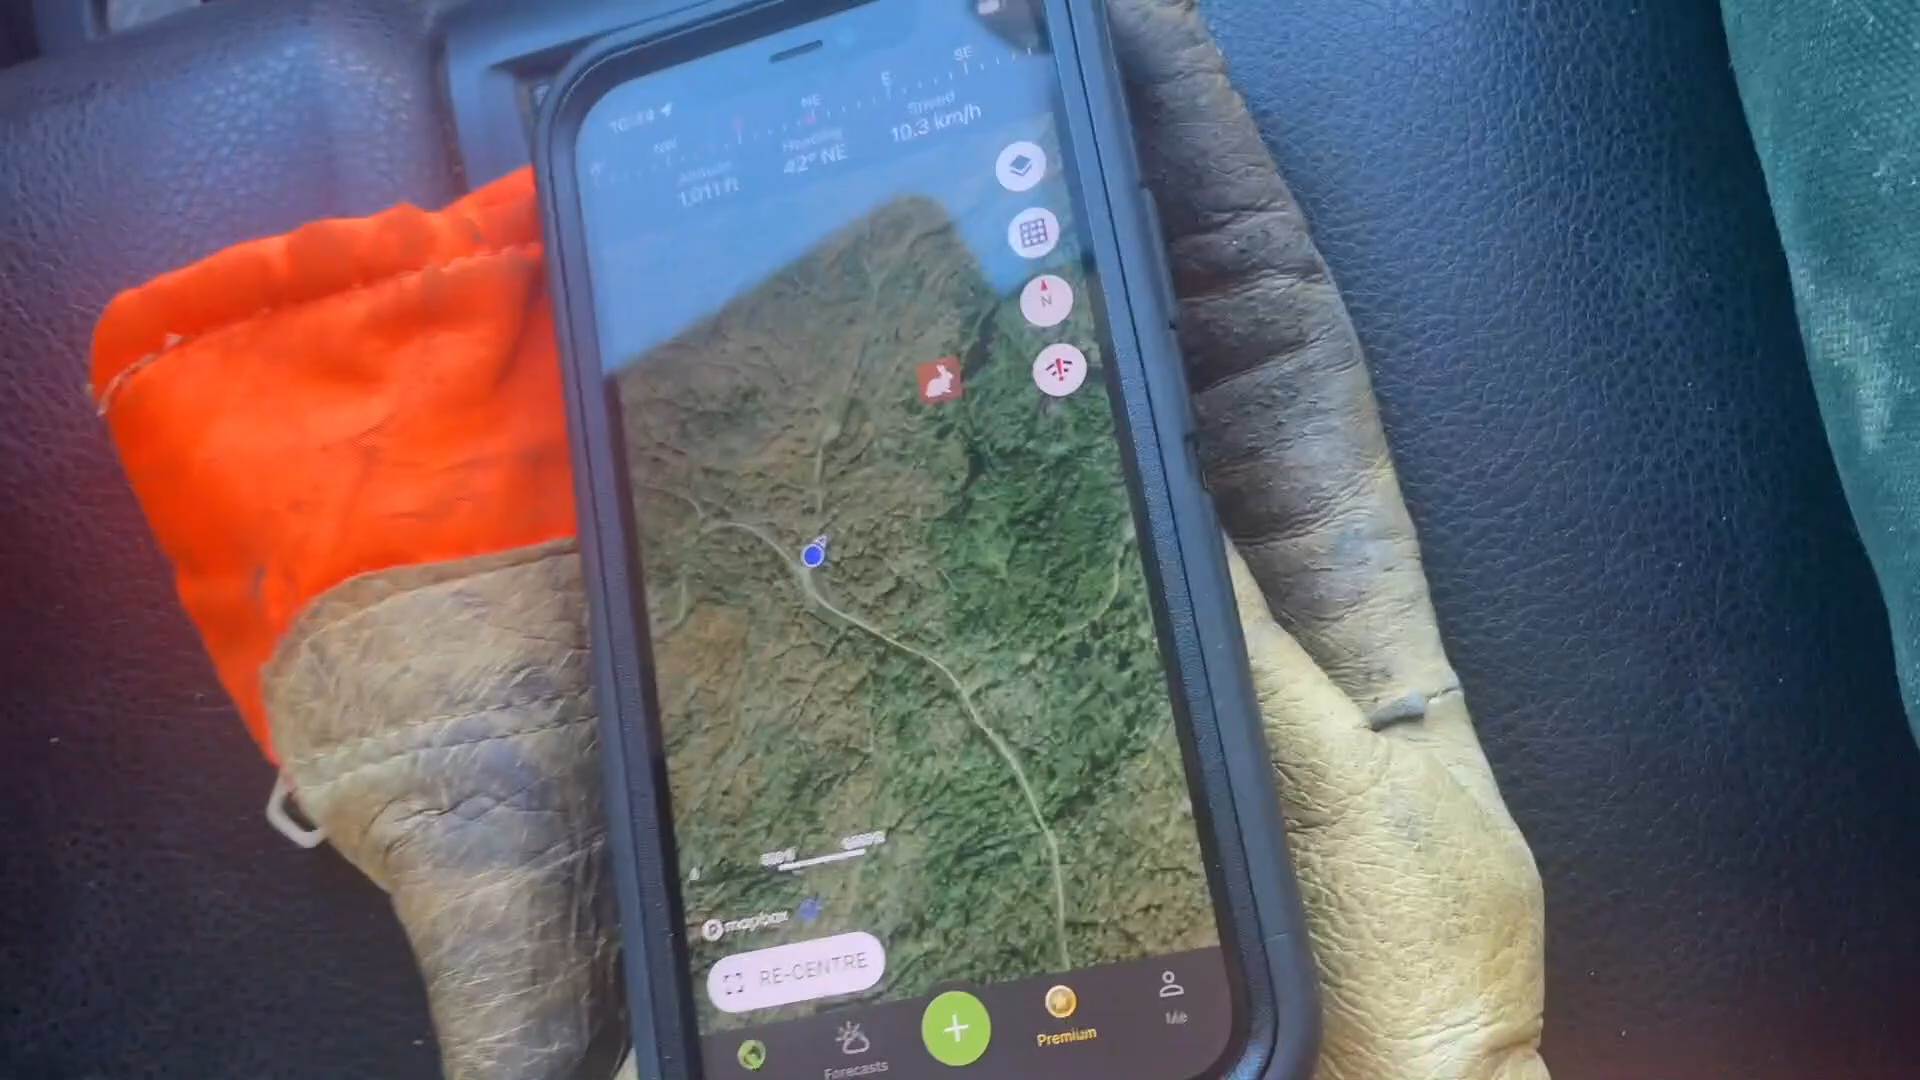 NW
NE
E
SE
Altitude
1,011 ft
Heading
42° NE
Speed
10.3 km/h
N
mapbox
RE-CENTRE
Forecasts
Premium
Me